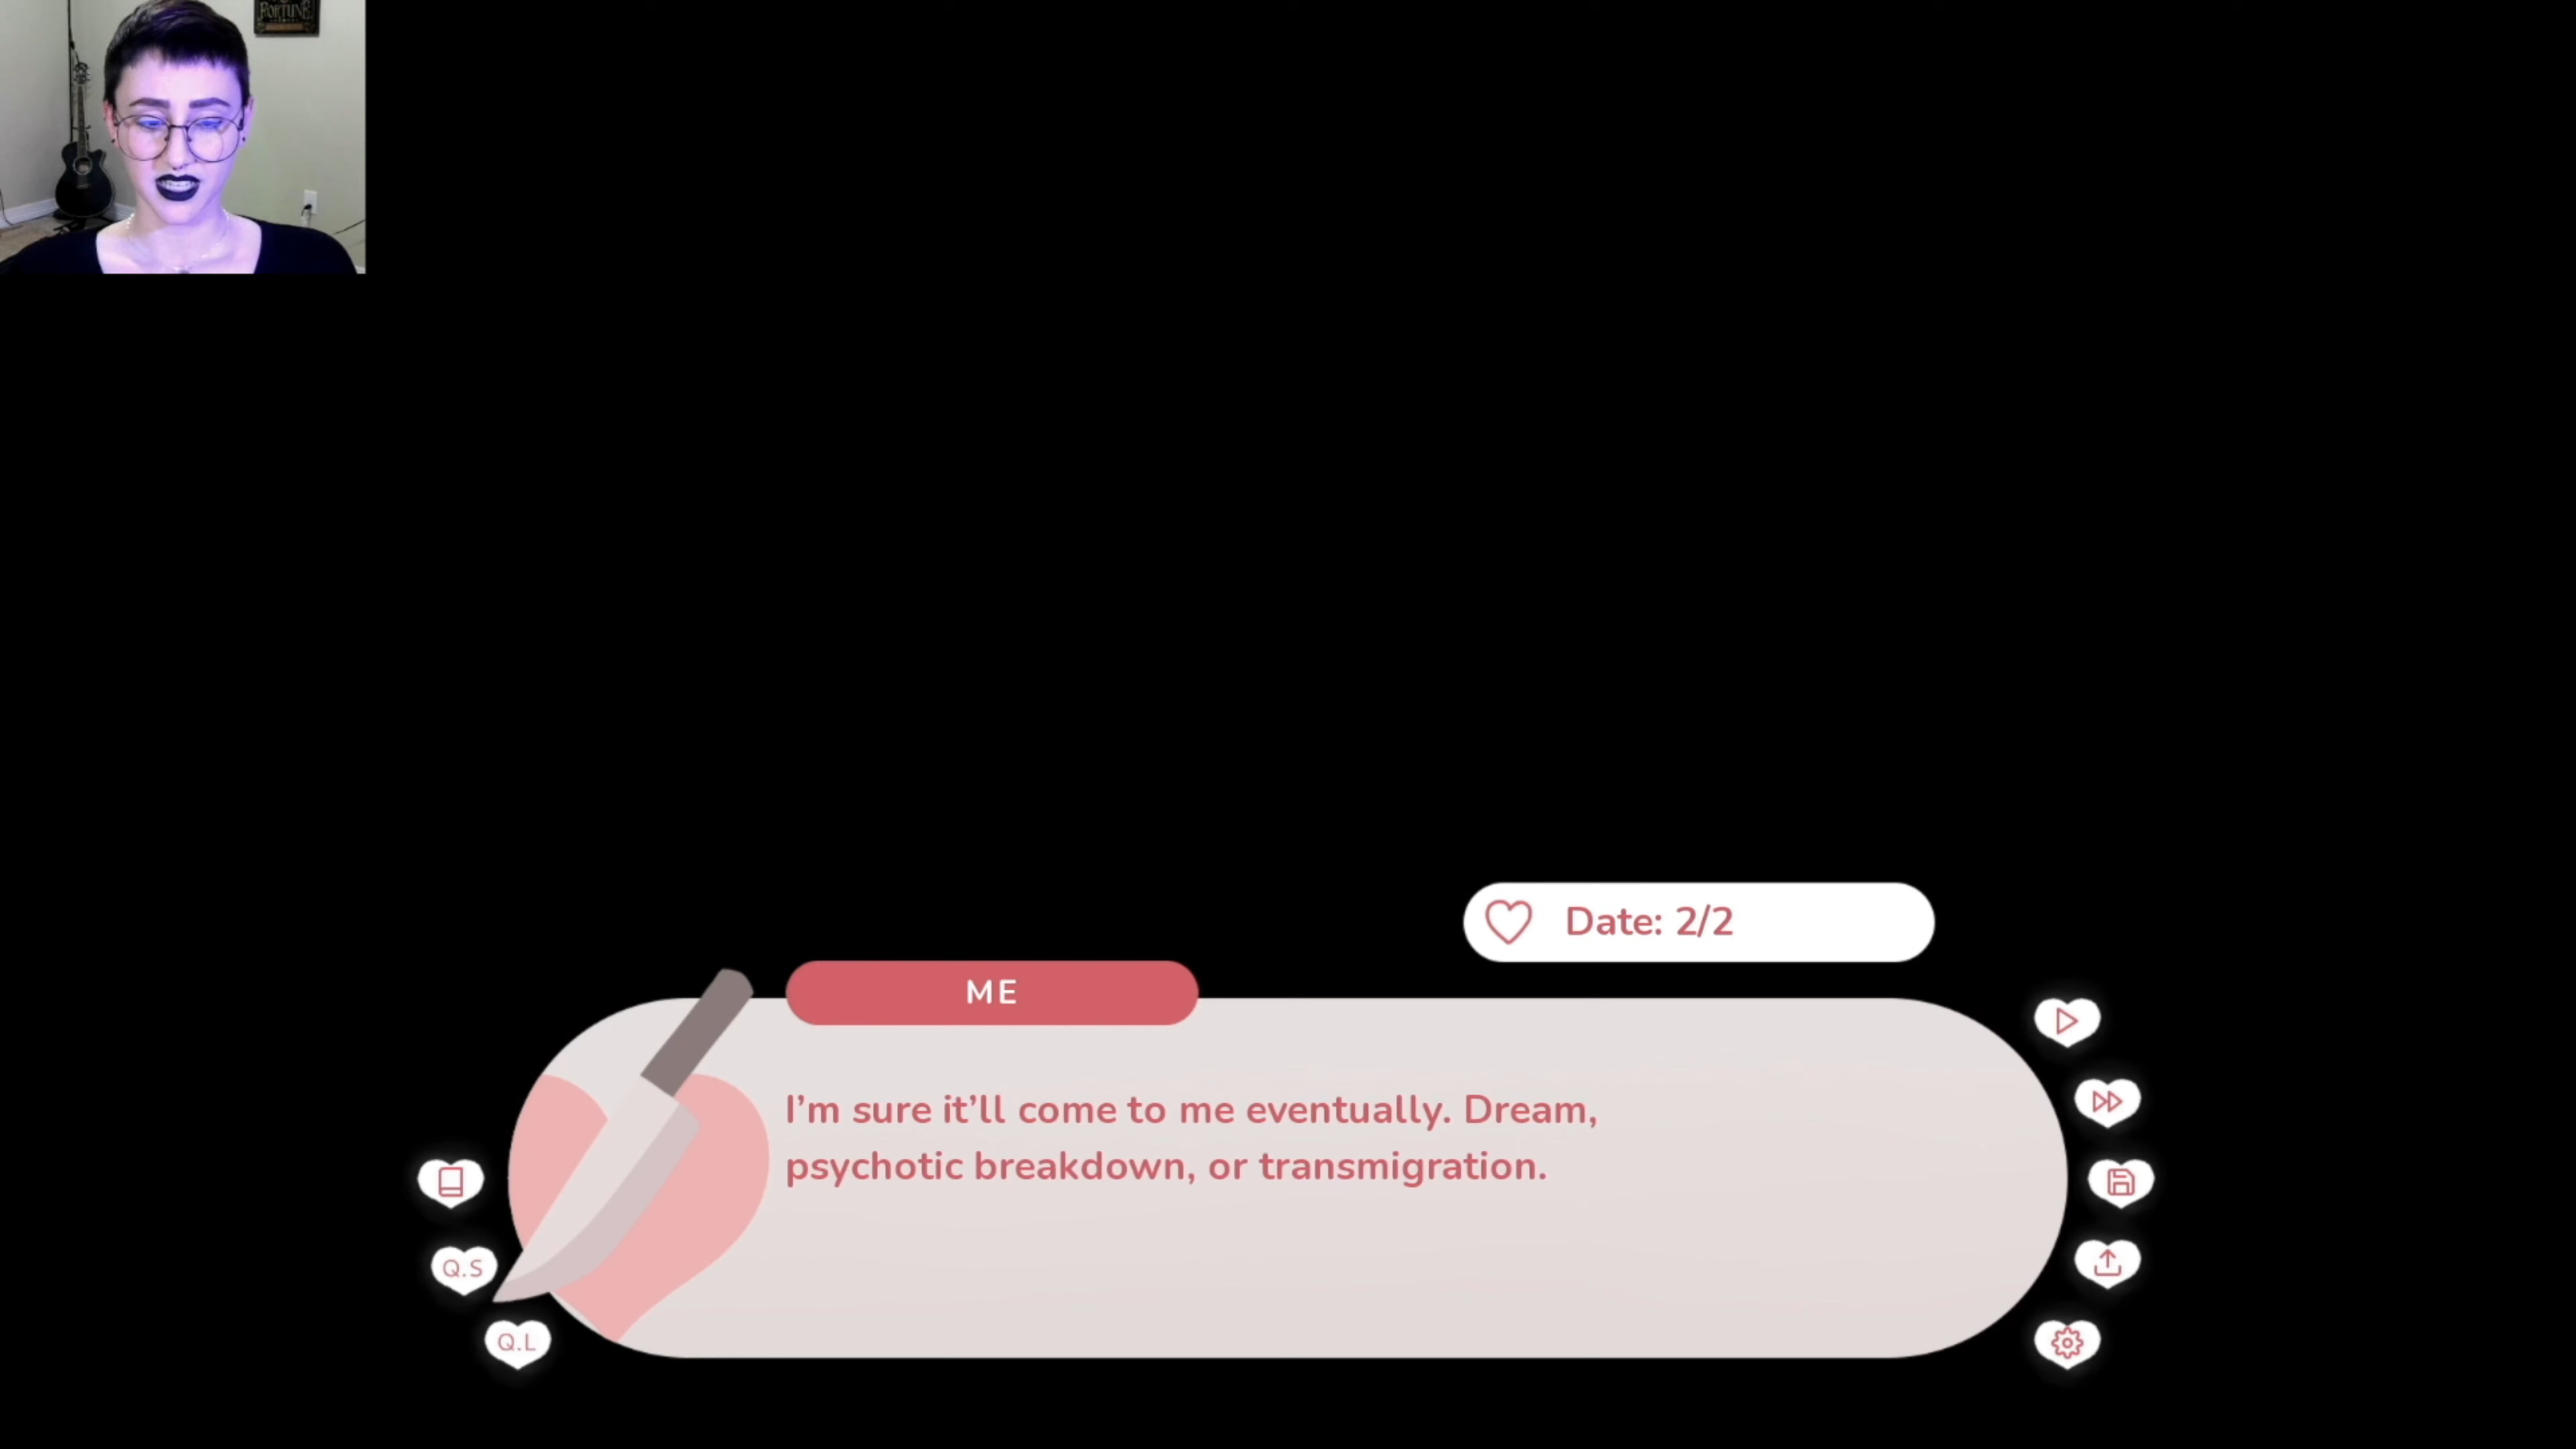 FORTUNE
Date: 2/2
ME
I’m sure it’ll come to me eventually. Dream,
psychotic breakdown, or transmigration.
Q.S
Q.L